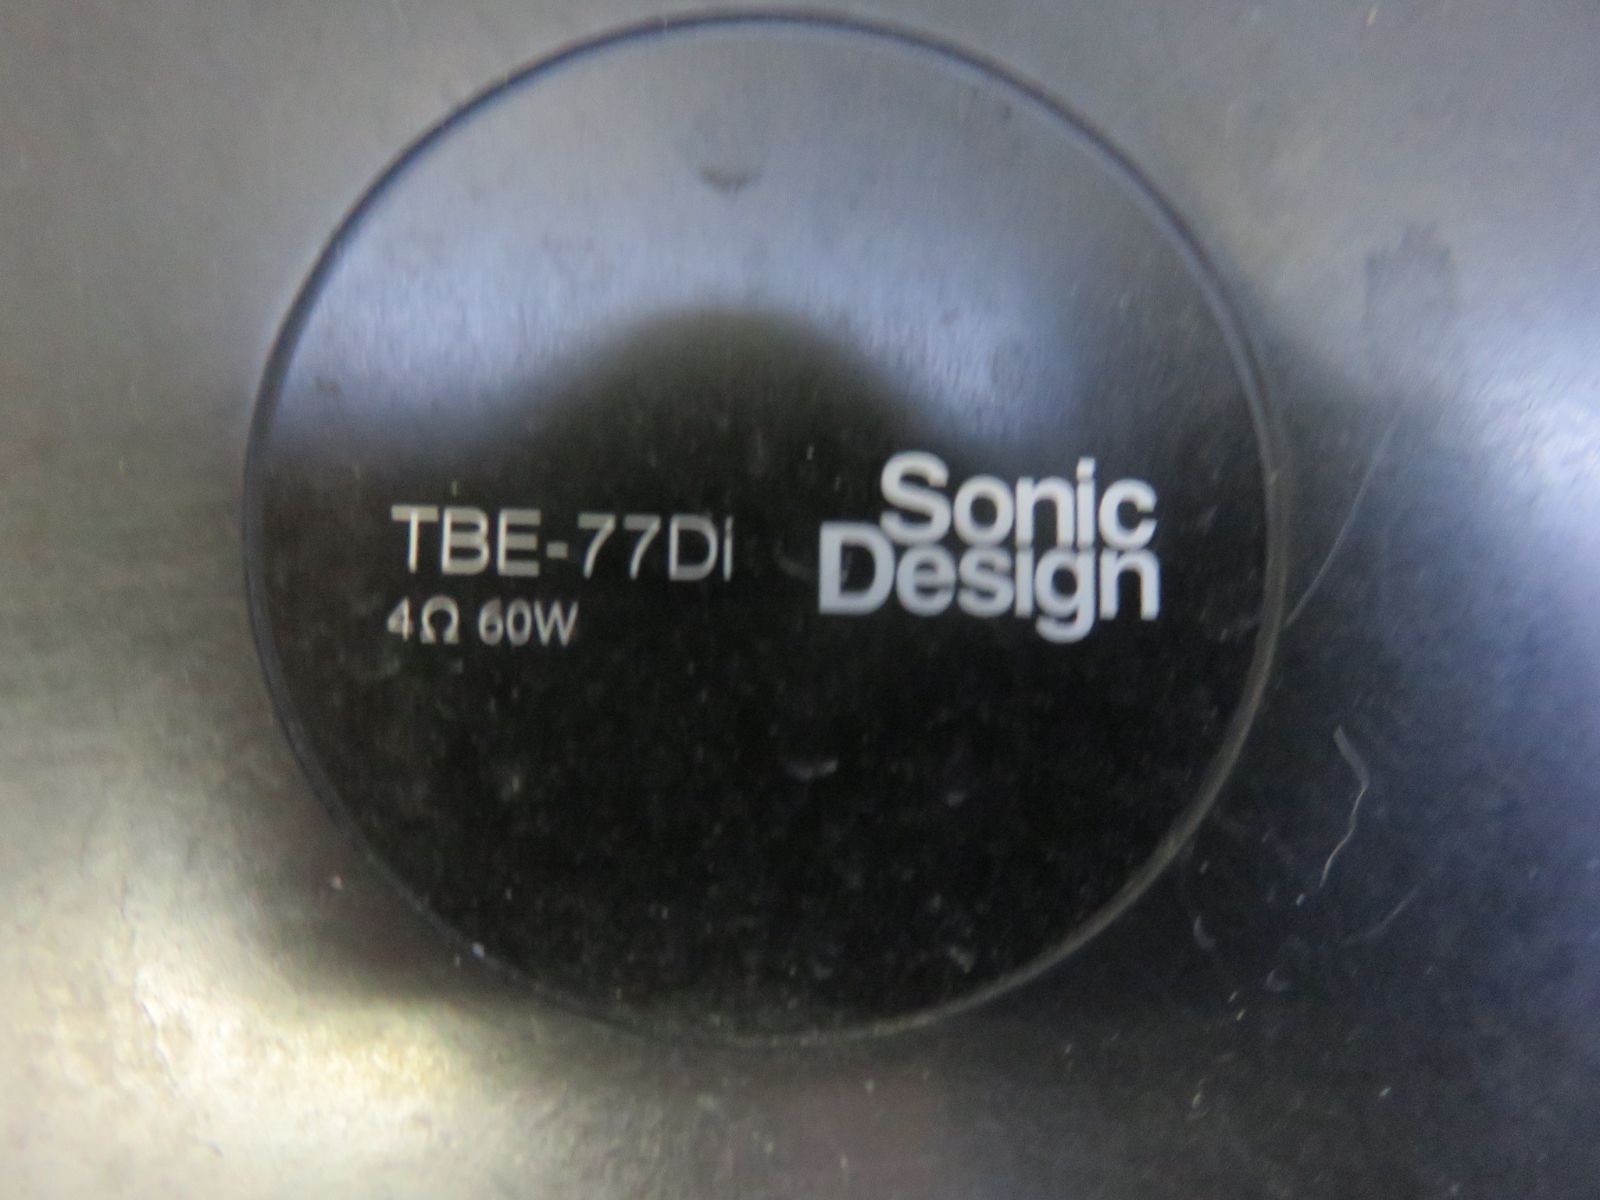 TBE-77Di
4Ω 60W
Sonic
Design